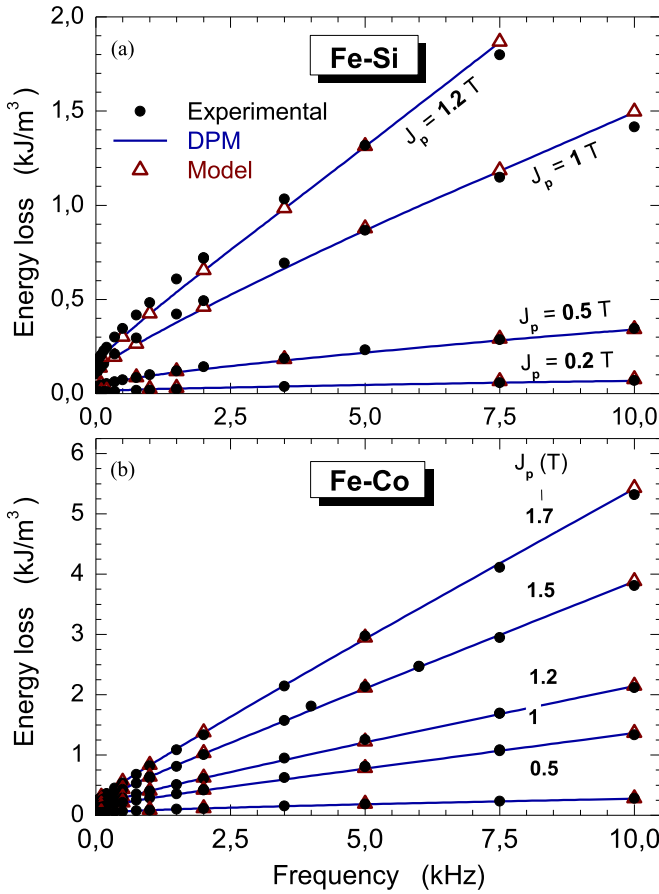 (a)
Fe-Si
Experimental
DPM
Model
J_p = 1.2 T
J_p = 1 T
J_p = 0.5 T
J_p = 0.2 T
2,0
1,5
1,0
0,5
0,0
Energy loss (kJ/m³)
0,0 2,5 5,0 7,5 10,0
(b)
Fe-Co
J_p (T)
1.7
1.5
1.2
1
0.5
6
5
4
3
2
1
0
Energy loss (kJ/m³)
0,0 2,5 5,0 7,5 10,0
Frequency (kHz)